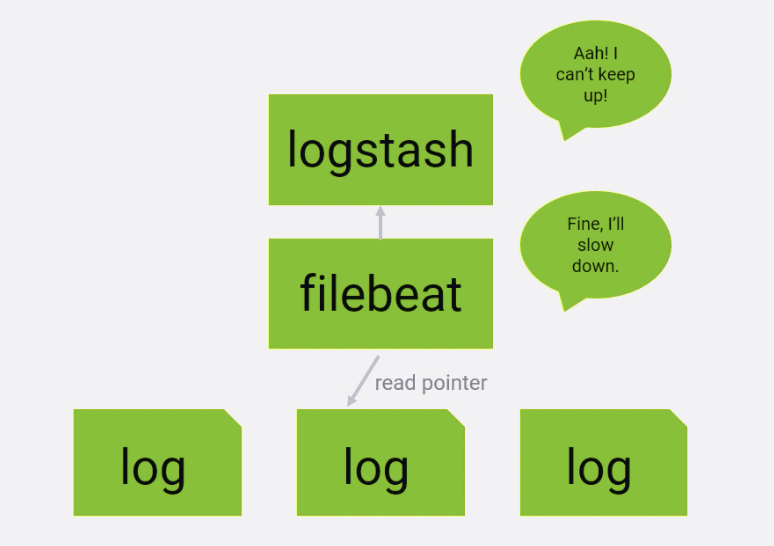 Aah! I
can't keep
up!
logstash
Fine, I'll
slow
down.
filebeat
read pointer
log
log
log